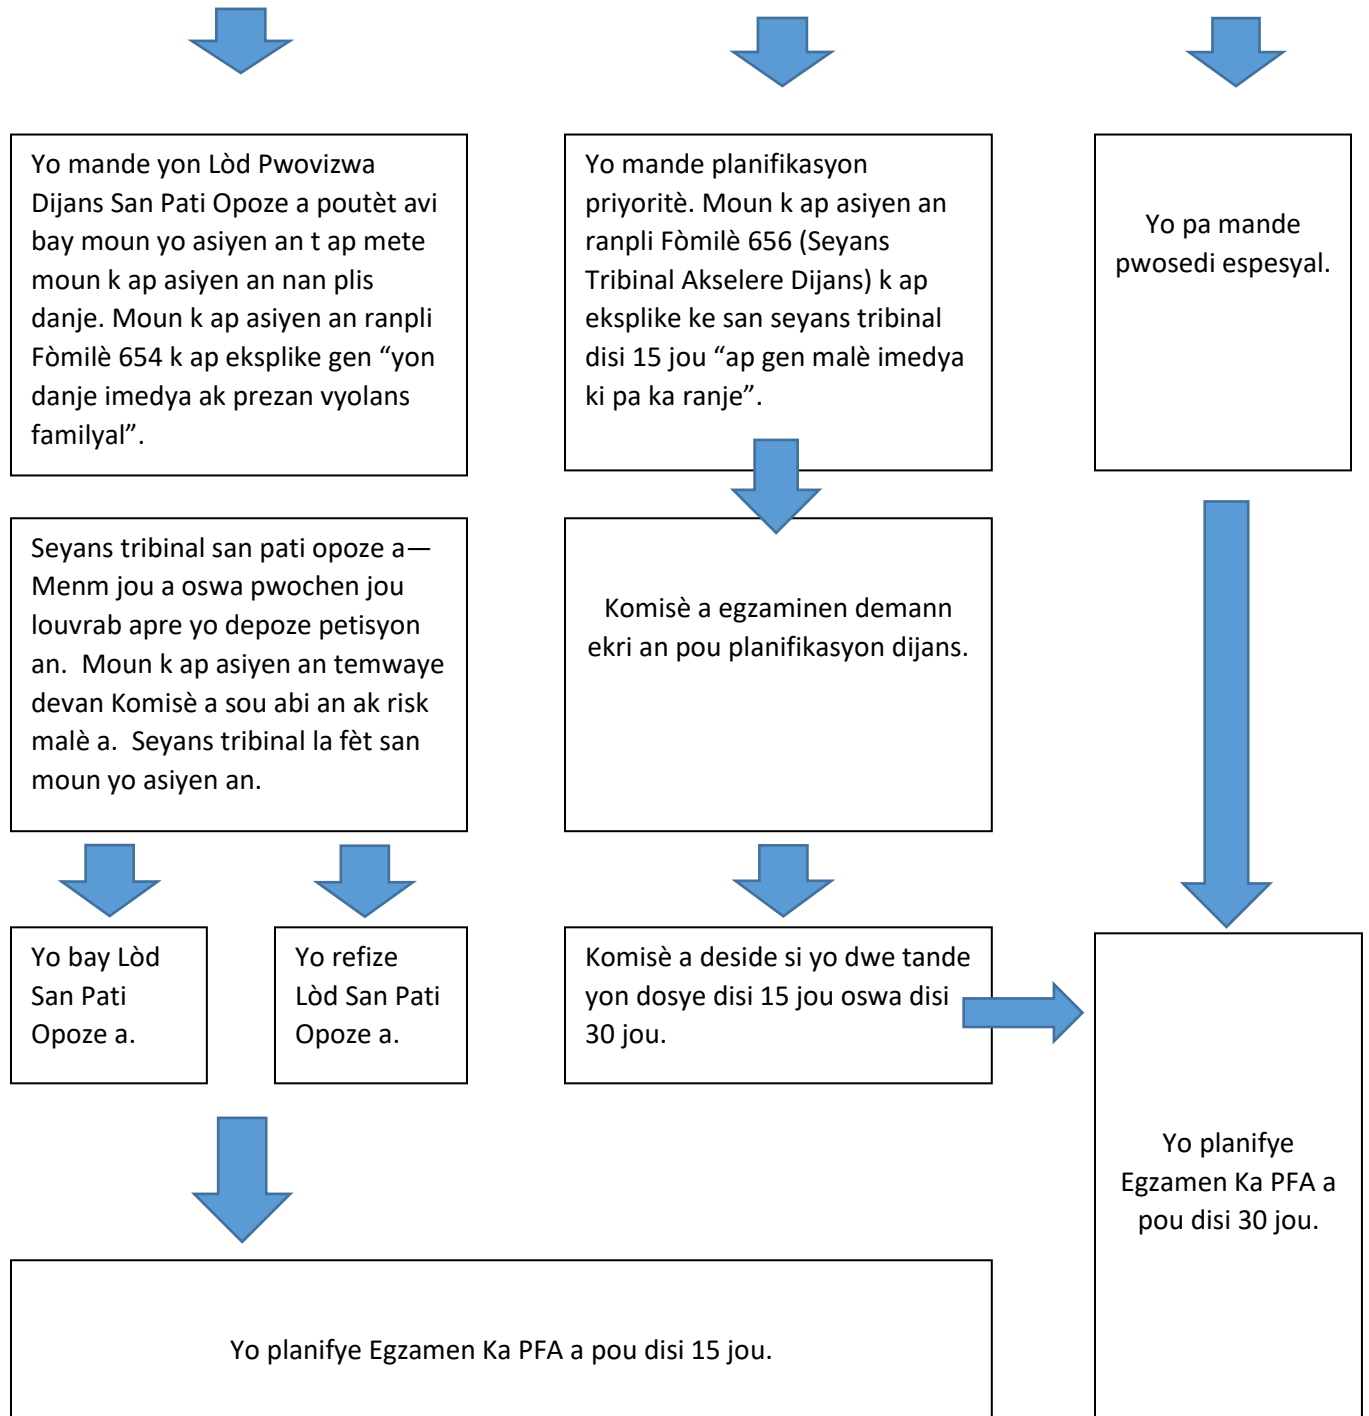 Yo mande yon Lòd Pwovizwa
Dijans San Pati Opoze a poutèt avi
bay moun yo asiyen an t ap mete
moun k ap asiyen an nan plis
danje. Moun k ap asiyen an ranpli
Fòmilè 654 k ap eksplike gen “yon
danje imedya ak prezan vyolans
familyal”.
Yo mande planifikasyon
priyoritè. Moun k ap asiyen an
ranpli Fòmilè 656 (Seyans
Tribinal Akselere Dijans) k ap
eksplike ke san seyans tribinal
disi 15 jou “ap gen malè imedya
ki pa ka ranje”.
Yo pa mande
pwosedi espesyal.
Seyans tribinal san pati opoze a—
Menm jou a oswa pwochen jou
louvrab apre yo depoze petisyon
an.  Moun k ap asiyen an temwaye
devan Komisè a sou abi an ak risk
malè a.  Seyans tribinal la fèt san
moun yo asiyen an.
Komisè a egzaminen demann
ekri an pou planifikasyon dijans.
Yo bay Lòd
San Pati
Opoze a.
Yo refize
Lòd San Pati
Opoze a.
Komisè a deside si yo dwe tande
yon dosye disi 15 jou oswa disi
30 jou.
Yo planifye
Egzamen Ka PFA a
pou disi 30 jou.
Yo planifye Egzamen Ka PFA a pou disi 15 jou.